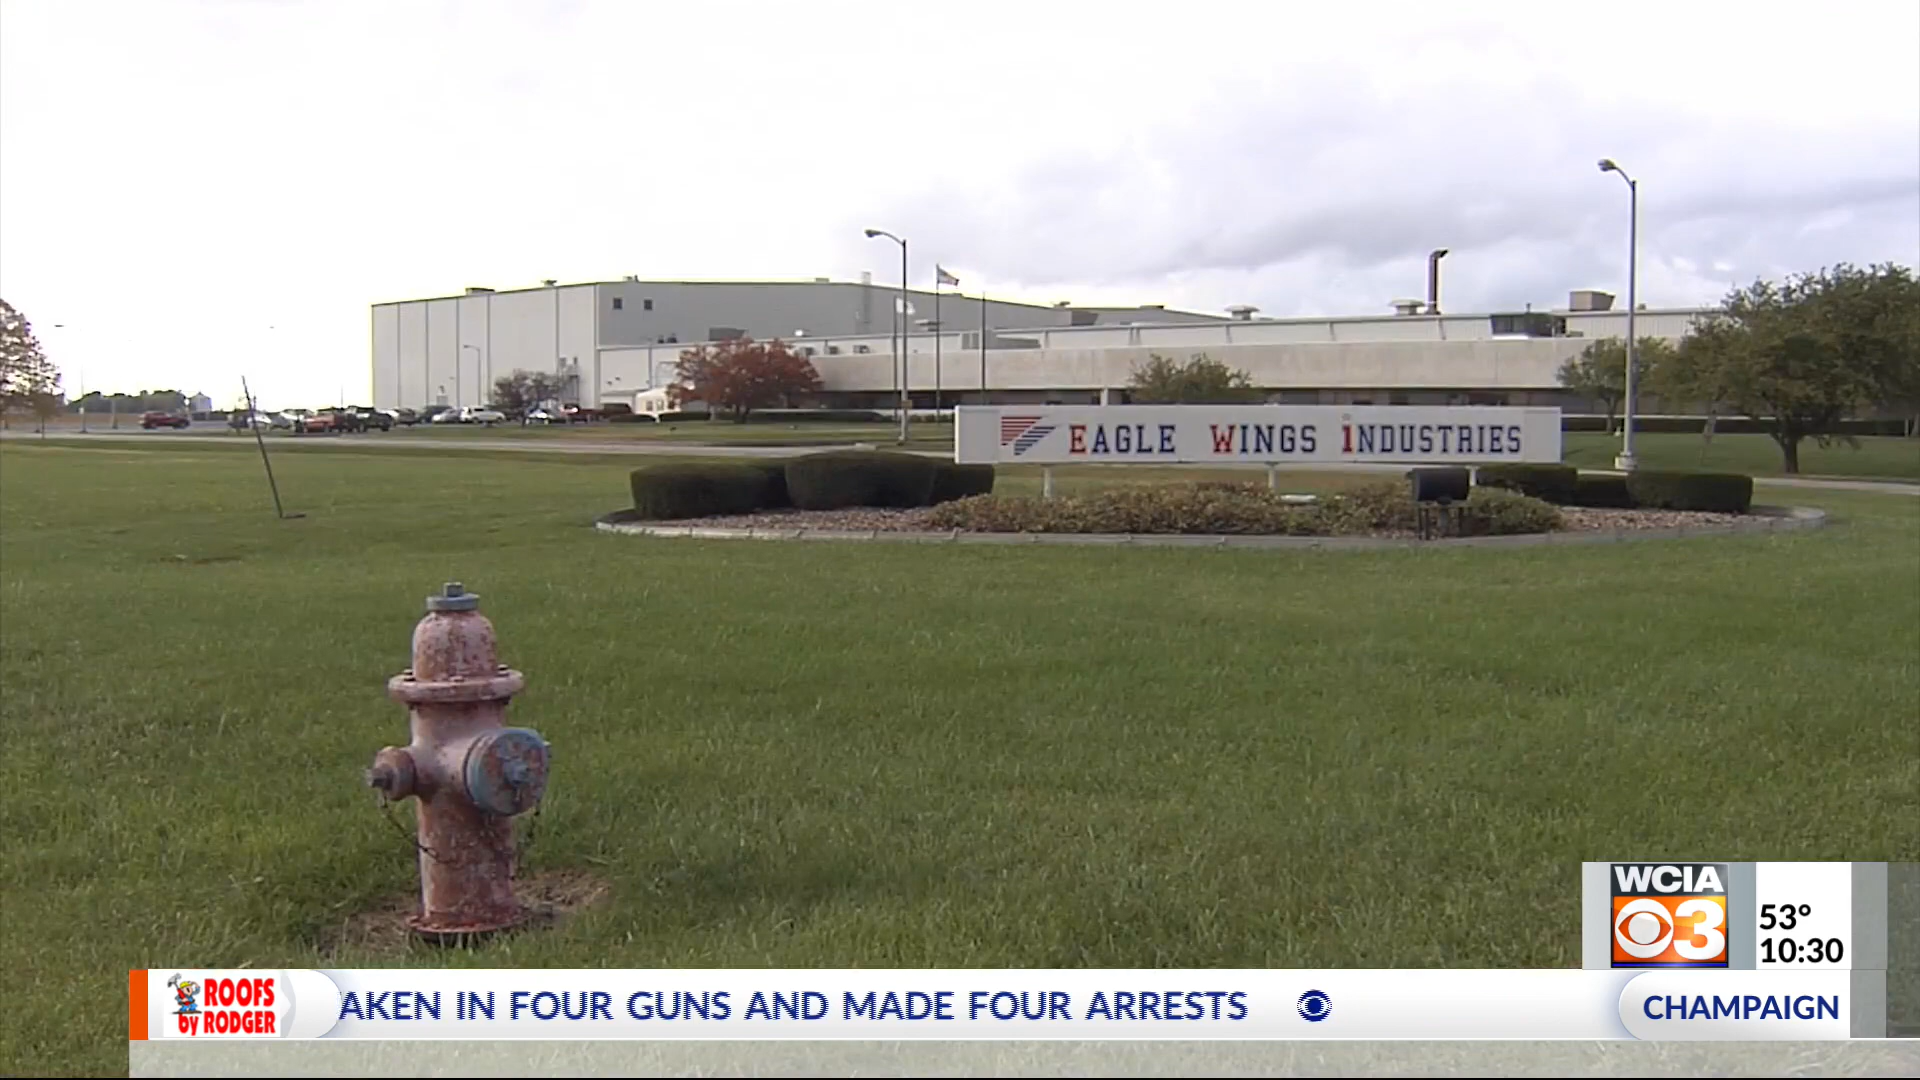 EAGLE WINGS iNDUSTRIES
WCIA
3
53°
10:30
ROOFS
by RODGER
AKEN IN FOUR GUNS AND MADE FOUR ARRESTS
CHAMPAIGN